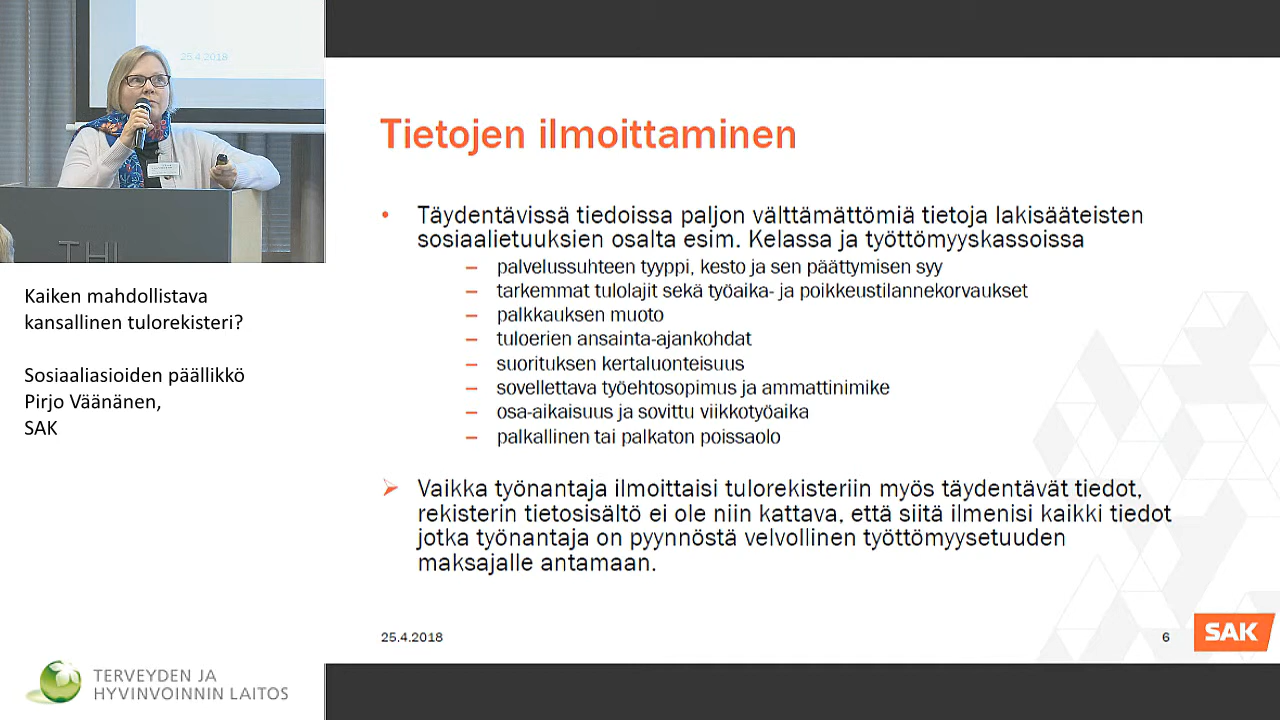 25.4.2018
THL
Kaiken mahdollistava
kansallinen tulorekisteri?
Sosiaaliasioiden päällikkö
Pirjo Väänänen,
SAK
TERVEYDEN JA
HYVINVOINNIN LAITOS
Tietojen ilmoittaminen
• Täydentävissä tiedoissa paljon välttämättömiä tietoja lakisääteisten
sosiaalietuuksien osalta esim. Kelassa ja työttömyyskassoissa
– palvelussuhteen tyyppi, kesto ja sen päättymisen syy
– tarkemmat tulolajit sekä työaika- ja poikkeustilannekorvaukset
– palkkauksen muoto
– tuloerien ansainta-ajankohdat
– suorituksen kertaluonteisuus
– sovellettava työehtosopimus ja ammattinimike
– osa-aikaisuus ja sovittu viikkotyöaika
– palkallinen tai palkaton poissaolo
➢ Vaikka työnantaja ilmoittaisi tulorekisteriin myös täydentävät tiedot,
rekisterin tietosisältö ei ole niin kattava, että siitä ilmenisi kaikki tiedot
jotka työnantaja on pyynnöstä velvollinen työttömyysetuuden
maksajalle antamaan.
25.4.2018
6
SAK